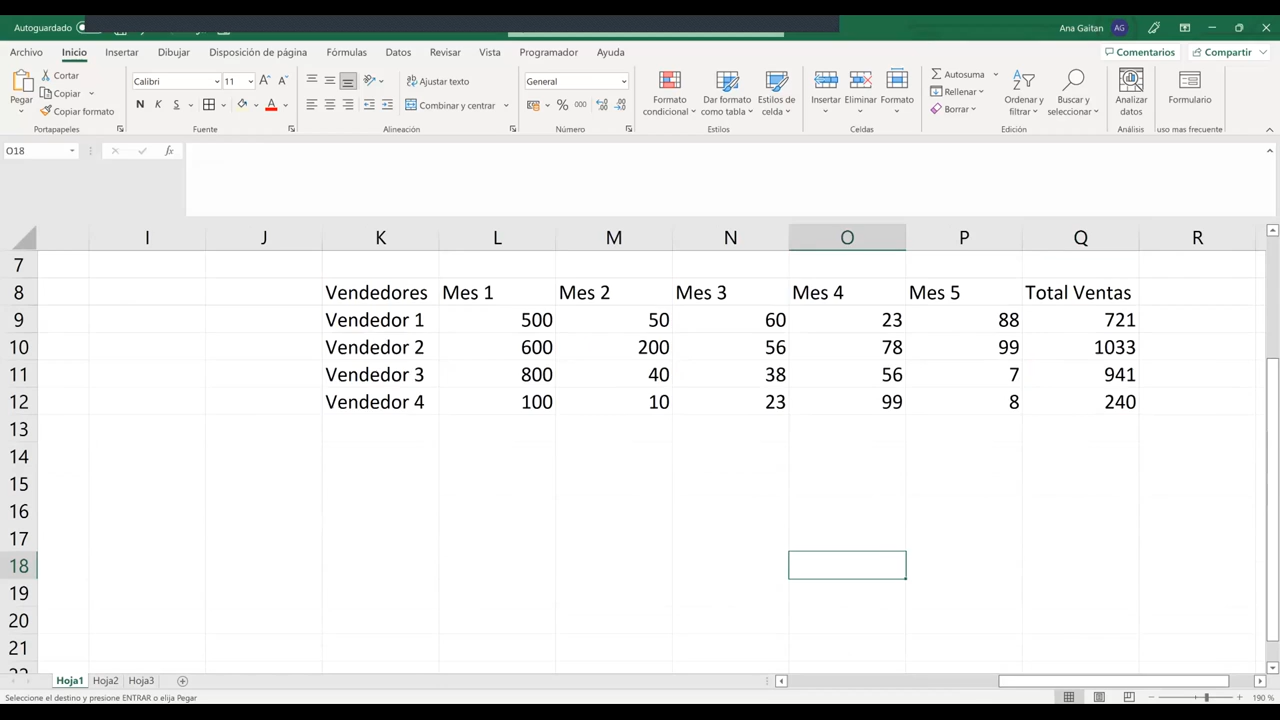 Autoguardado Ana Gaitan AG
Archivo Inicio Insertar Dibujar Disposición de página Fórmulas Datos Revisar Vista Programador Ayuda Comentarios Compartir
Pegar Cortar Copiar Copiar formato
Calibri 11 N K S
Ajustar texto
Combinar y centrar
General
% 000
Formato condicional Dar formato como tabla Estilos de celda
Insertar Eliminar Formato
Autosuma Rellenar Borrar Ordenar y filtrar Buscar y seleccionar
Analizar datos
Formulario
Portapapeles Fuente Alineación Número Estilos Celdas Edición Análisis uso mas frecuente
O18 fx
I J K L M N O P Q R
7
8 Vendedores Mes 1 Mes 2 Mes 3 Mes 4 Mes 5 Total Ventas
9 Vendedor 1 500 50 60 23 88 721
10 Vendedor 2 600 200 56 78 99 1033
11 Vendedor 3 800 40 38 56 7 941
12 Vendedor 4 100 10 23 99 8 240
13
14
15
16
17
18
19
20
21
Hoja1 Hoja2 Hoja3
Seleccione el destino y presione ENTRAR o elija Pegar 190 %